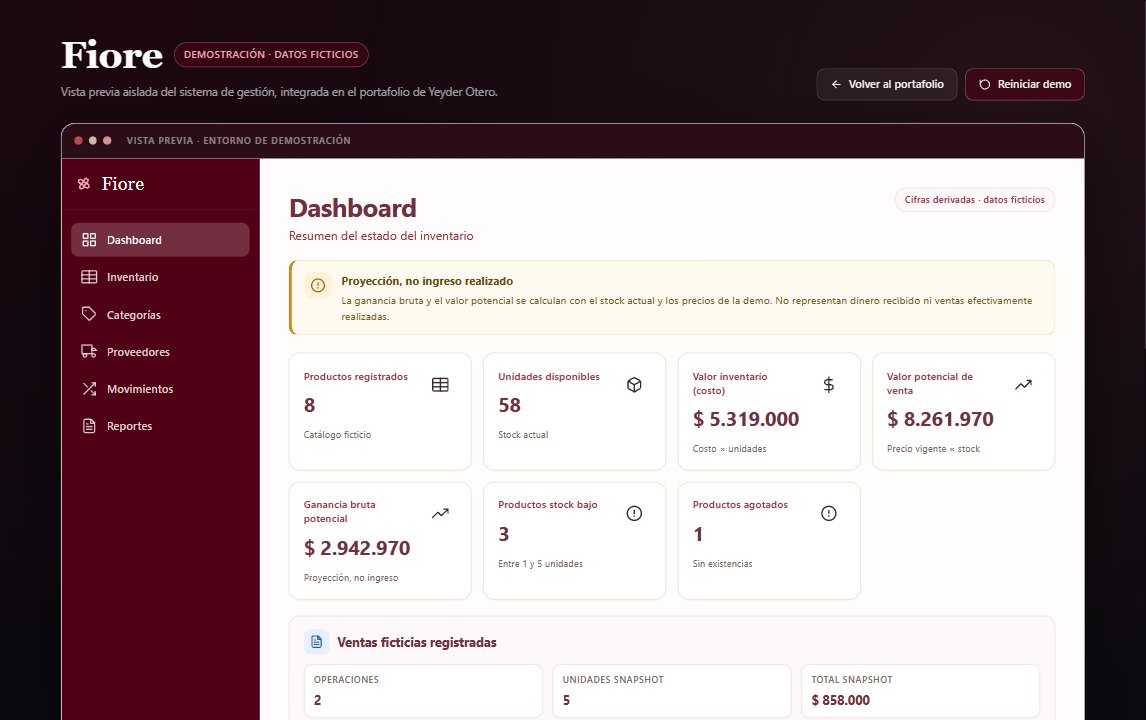 Fiore
DEMOSTRACIÓN · DATOS FICTICIOS
Vista previa aislada del sistema de gestión, integrada en el portafolio de Yeyder Otero.
← Volver al portafolio
Reiniciar demo
VISTA PREVIA · ENTORNO DE DEMOSTRACIÓN
Fiore
Dashboard
Inventario
Categorías
Proveedores
Movimientos
Reportes
Dashboard
Resumen del estado del inventario
Cifras derivadas · datos ficticios
Proyección, no ingreso realizado
La ganancia bruta y el valor potencial se calculan con el stock actual y los precios de la demo. No representan dinero recibido ni ventas efectivamente
realizadas.
Productos registrados
8
Catálogo ficticio
Unidades disponibles
58
Stock actual
Valor inventario
(costo)
$ 5.319.000
Costo × unidades
Valor potencial de
venta
$ 8.261.970
Precio vigente × stock
Ganancia bruta
potencial
$ 2.942.970
Proyección, no ingreso
Productos stock bajo
3
Entre 1 y 5 unidades
Productos agotados
1
Sin existencias
Ventas ficticias registradas
OPERACIONES
2
UNIDADES SNAPSHOT
5
TOTAL SNAPSHOT
$ 858.000